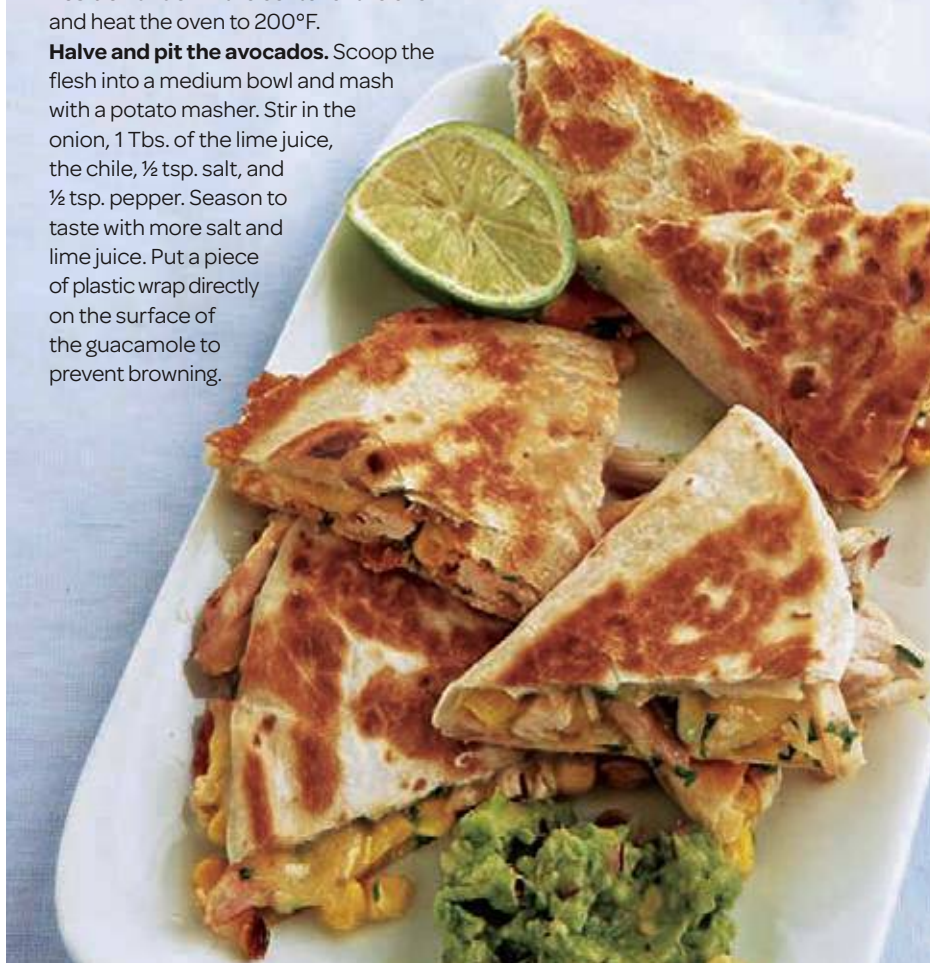 and heat the oven to 200°F.
Halve and pit the avocados. Scoop the
flesh into a medium bowl and mash
with a potato masher. Stir in the
onion, 1 Tbs. of the lime juice,
the chile, ½ tsp. salt, and
½ tsp. pepper. Season to
taste with more salt and
lime juice. Put a piece
of plastic wrap directly
on the surface of
the guacamole to
prevent browning.